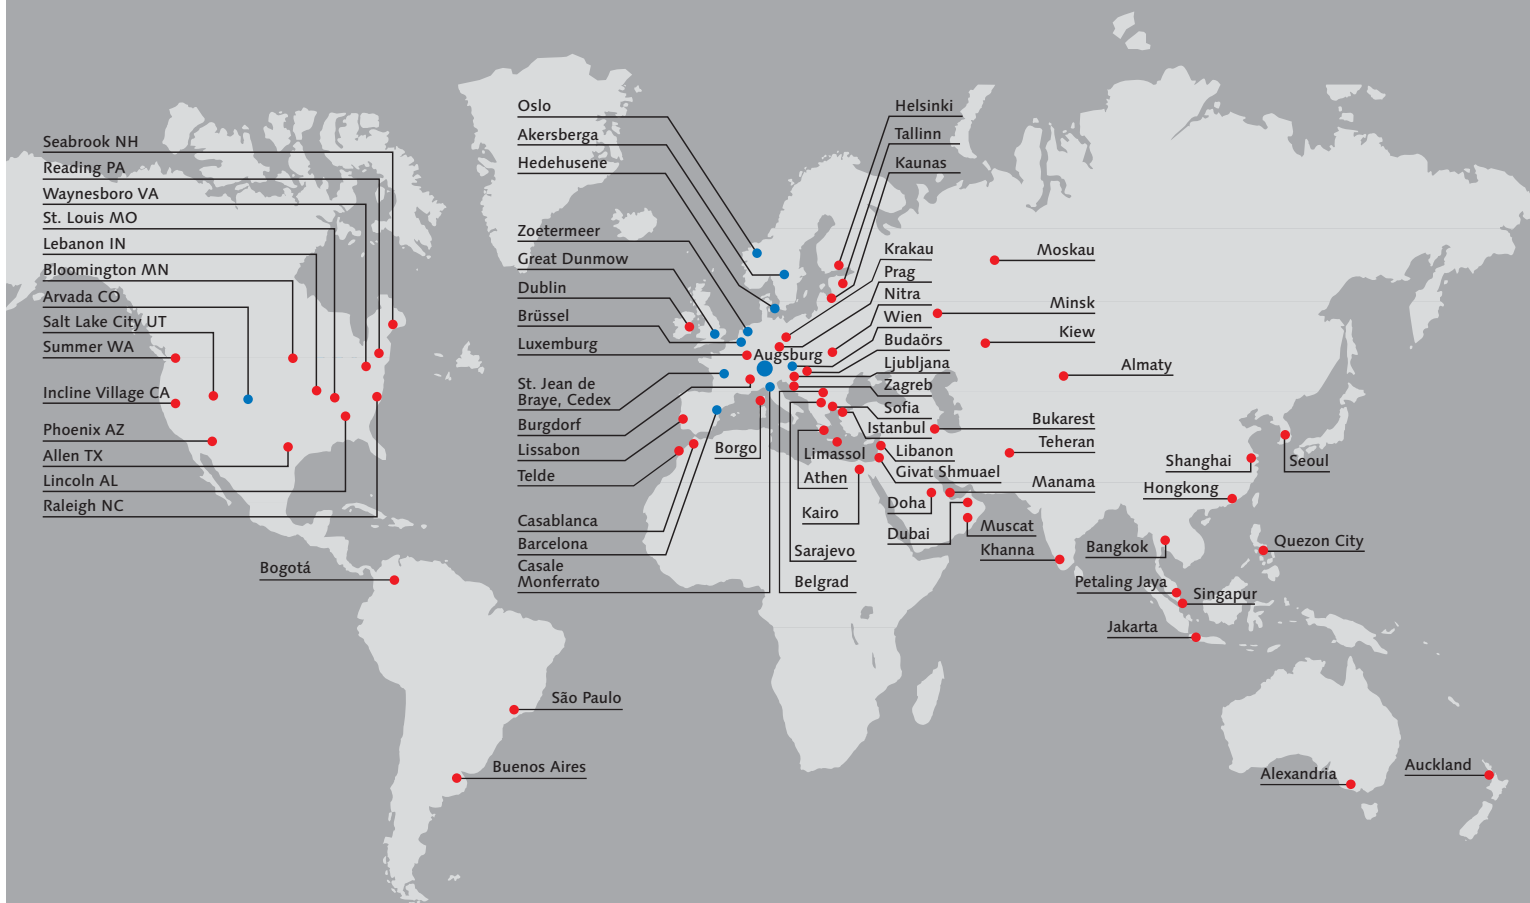 Seabrook NH
Reading PA
Waynesboro VA
St. Louis MO
Lebanon IN
Bloomington MN
Arvada CO
Salt Lake City UT
Summer WA
Incline Village CA
Phoenix AZ
Allen TX
Lincoln AL
Raleigh NC
Bogotá
São Paulo
Buenos Aires
Oslo
Akersberga
Hedehusene
Zoetermeer
Great Dunmow
Dublin
Brüssel
Luxemburg
St. Jean de
Braye, Cedex
Burgdorf
Lissabon
Telde
Casablanca
Barcelona
Casale
Monferrato
Augsburg
Borgo
Helsinki
Tallinn
Kaunas
Krakau
Prag
Nitra
Wien
Budaörs
Ljubljana
Zagreb
Sofia
Istanbul
Limassol
Libanon
Athen
Givat Shmuael
Kairo
Sarajevo
Belgrad
Doha
Dubai
Moskau
Minsk
Kiew
Almaty
Bukarest
Teheran
Manama
Muscat
Khanna
Shanghai
Seoul
Hongkong
Bangkok
Quezon City
Petaling Jaya
Singapur
Jakarta
Alexandria
Auckland